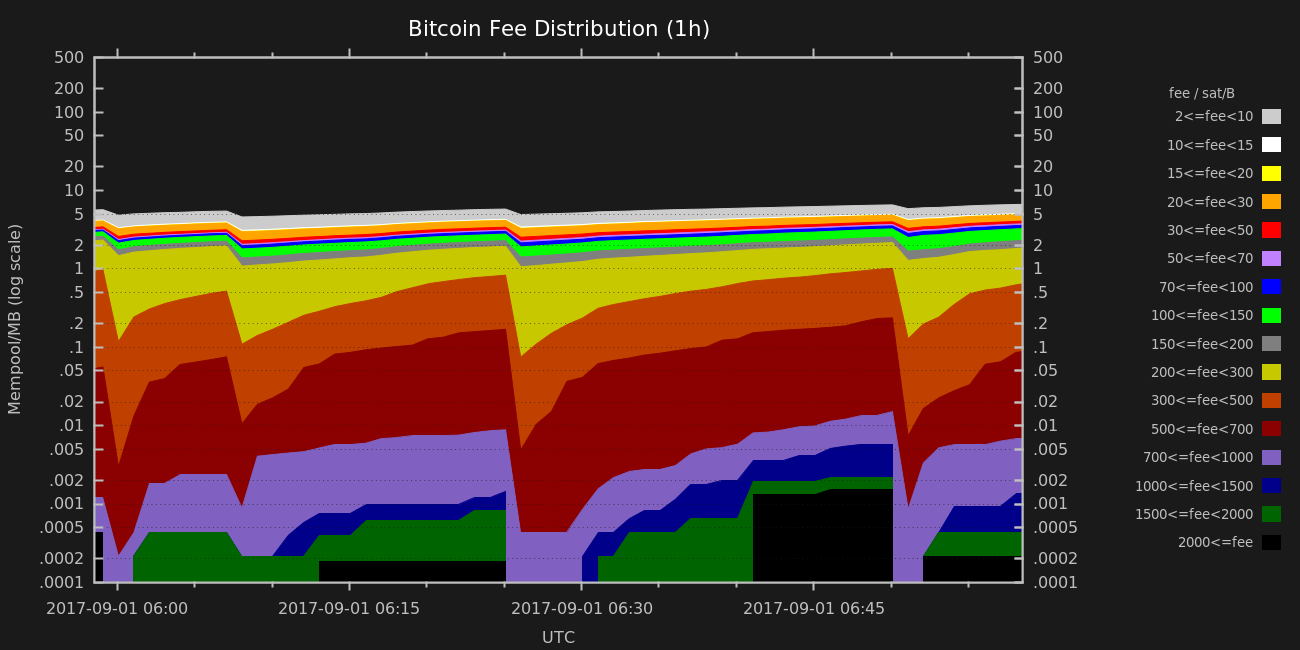 Bitcoin Fee Distribution (1h)
Mempool/MB (log scale)
500
200
100
50
20
10
5
2
1
.5
.2
.1
.05
.02
.01
.005
.002
.001
.0005
.0002
.0001
500
200
100
50
20
10
5
2
1
.5
.2
.1
.05
.02
.01
.005
.002
.001
.0005
.0002
.0001
2017-09-01 06:00
2017-09-01 06:15
2017-09-01 06:30
2017-09-01 06:45
UTC
fee / sat/B
2<=fee<10
10<=fee<15
15<=fee<20
20<=fee<30
30<=fee<50
50<=fee<70
70<=fee<100
100<=fee<150
150<=fee<200
200<=fee<300
300<=fee<500
500<=fee<700
700<=fee<1000
1000<=fee<1500
1500<=fee<2000
2000<=fee